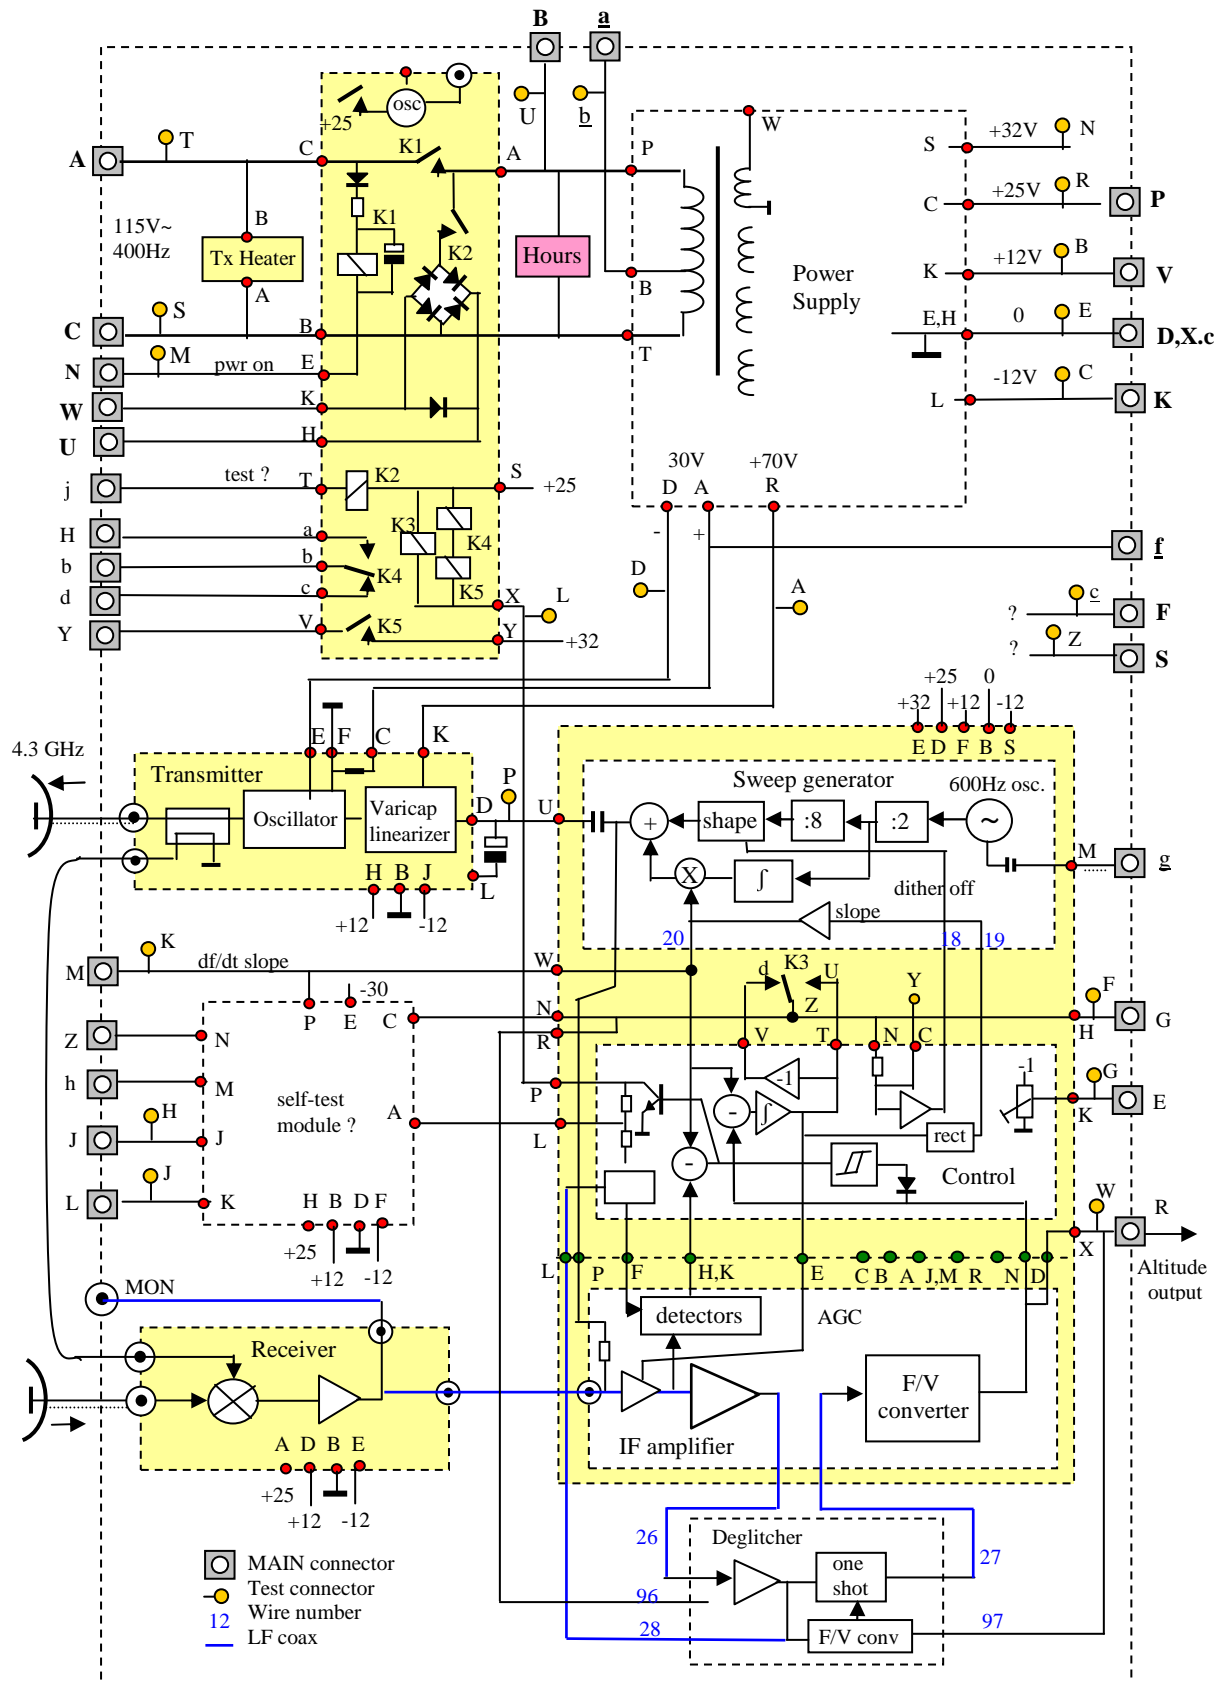 B a
A T C K1 A
osc
+25
U b
W
P
S +32V N
C +25V R P
K +12V B V
E,H 0 E D,X.c
L -12V C K
115V~
400Hz
B
Tx Heater
A
K1
K2
Hours
B
T
Power
Supply
C S B
N M pwr on E
W K
U H
30V +70V
D A R
- +
j test ? T K2 S +25
H a K3
b b K4 K4
d c K5 X L
Y V K5 Y +32
D A
f
? c F
? Z S
+25 0
+32 +12 -12
E D F B S
4.3 GHz
E F C K
Transmitter
Oscillator
Varicap
linearizer
D P U
L
H B J
+12 -12
Sweep generator
600Hz osc.
+ shape :8 :2 ~
X ∫
dither off
slope
20 18 19
M g
M K df/dt slope W
-30
P E C
Z N
h M
self-test
module ?
J H J A
L J K
H B D F
+25
+12 -12
N
R
P
L
d K3 U Y
Z
V T N C
-1
- ∫
rect
-
Control
-1
F
H G
G
K E
W R
X
Altitude
output
L P F H,K E C B A J,M R N D
MON
Receiver
A D B E
+25
+12 -12
detectors
AGC
IF amplifier
F/V
converter
26 27
Deglitcher
one
shot
96
28 F/V conv 97
MAIN connector
Test connector
12 Wire number
LF coax